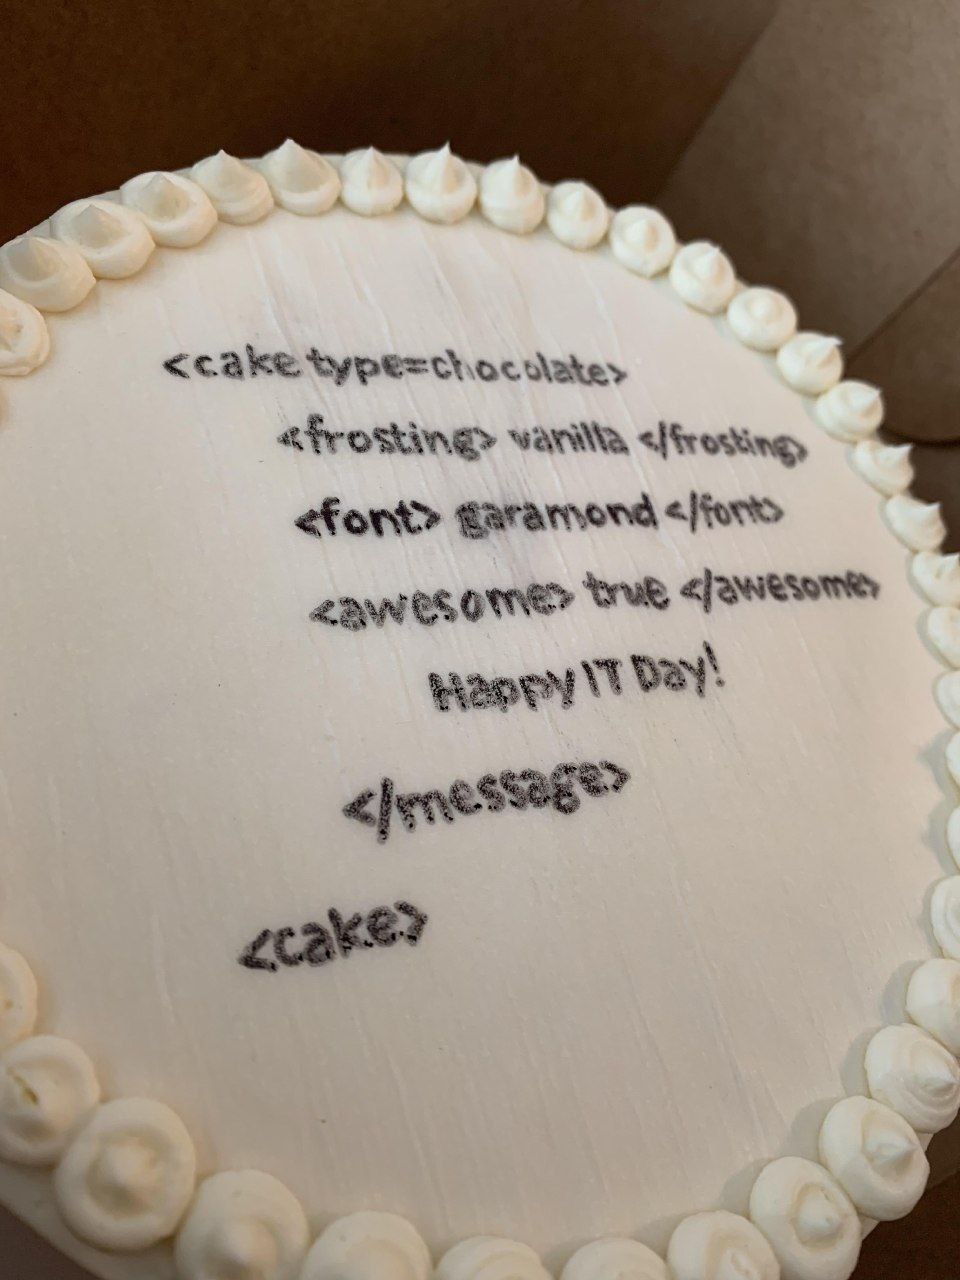 <cake type=chocolate>
<frosting> vanilla </frosting>
<font> garamond </font>
<awesome> true </awesome>
Happy IT Day!
</message>
<cake>